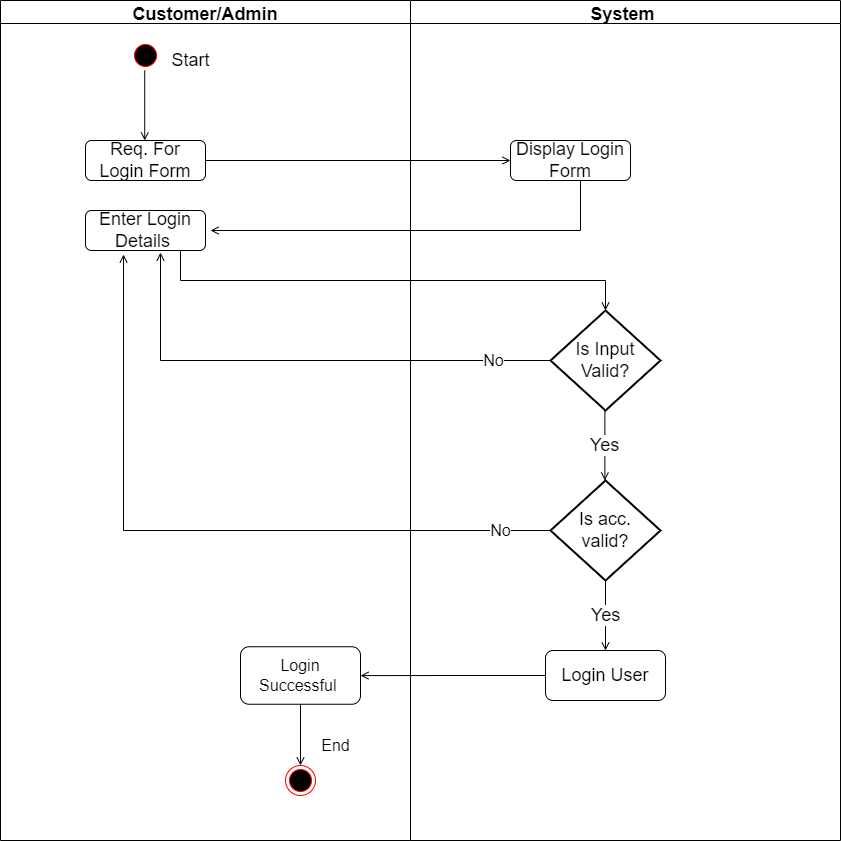 Customer/Admin
System
Start
Req. For
Login Form
Display Login
Form
Enter Login
Details
Is Input
Valid?
No
Yes
Is acc.
valid?
No
Yes
Login
Successful
Login User
End